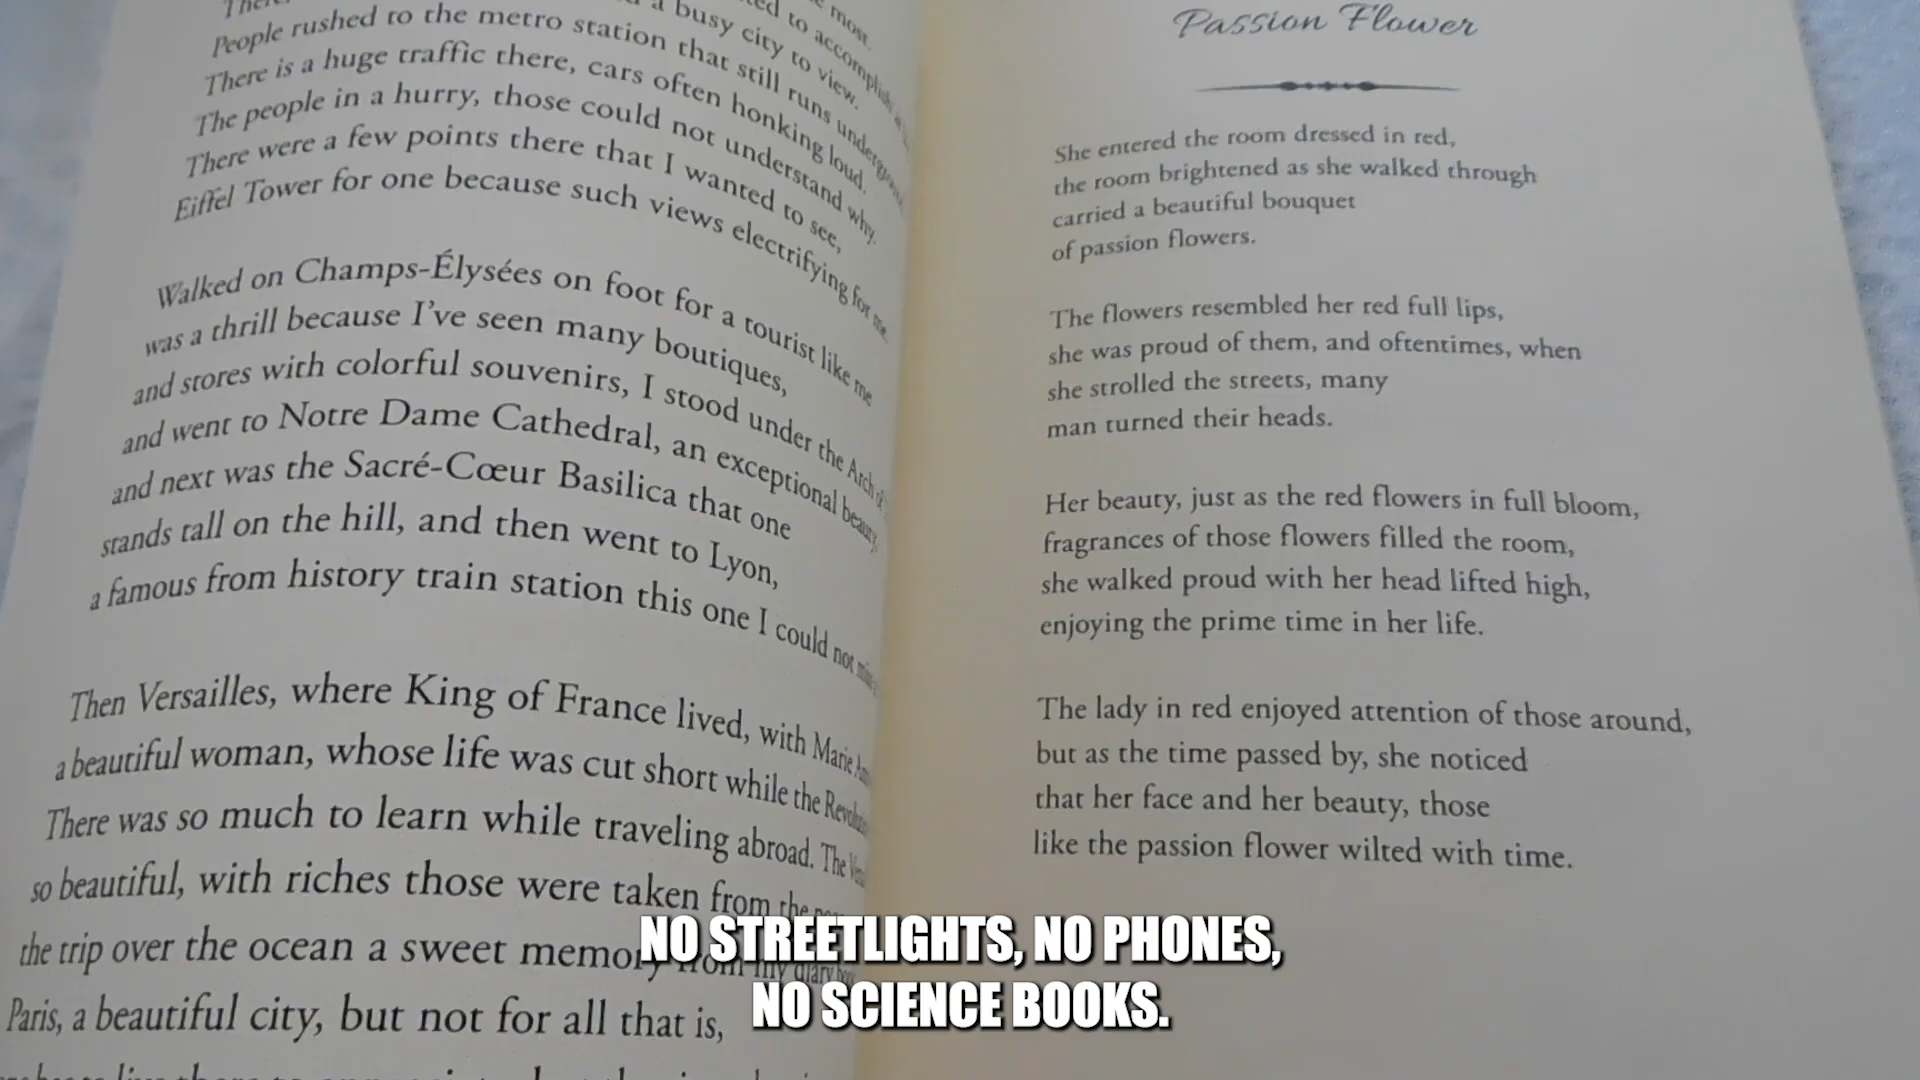 People rushed to the metro station that still runs underground.
There is a huge traffic there, cars often honking loud.
The people in a hurry, those could not understand why.
There were a few points there that I wanted to see,
Eiffel Tower for one because such views electrifying for me.
Walked on Champs-Élysées on foot for a tourist like me
was a thrill because I've seen many boutiques,
and stores with colorful souvenirs, I stood under the Arch
and went to Notre Dame Cathedral, an exceptional beauty,
and next was the Sacré-Cœur Basilica that one
stands tall on the hill, and then went to Lyon,
a famous from history train station this one I could not
Then Versailles, where King of France lived, with Marie
a beautiful woman, whose life was cut short while the
There was so much to learn while traveling abroad. The
so beautiful, with riches those were taken from the
the trip over the ocean a sweet memory from my diary
Paris, a beautiful city, but not for all that is,
Passion Flower
She entered the room dressed in red,
the room brightened as she walked through
carried a beautiful bouquet
of passion flowers.
The flowers resembled her red full lips,
she was proud of them, and oftentimes, when
she strolled the streets, many
man turned their heads.
Her beauty, just as the red flowers in full bloom,
fragrances of those flowers filled the room,
she walked proud with her head lifted high,
enjoying the prime time in her life.
The lady in red enjoyed attention of those around,
but as the time passed by, she noticed
that her face and her beauty, those
like the passion flower wilted with time.
NO STREETLIGHTS, NO PHONES,
NO SCIENCE BOOKS.